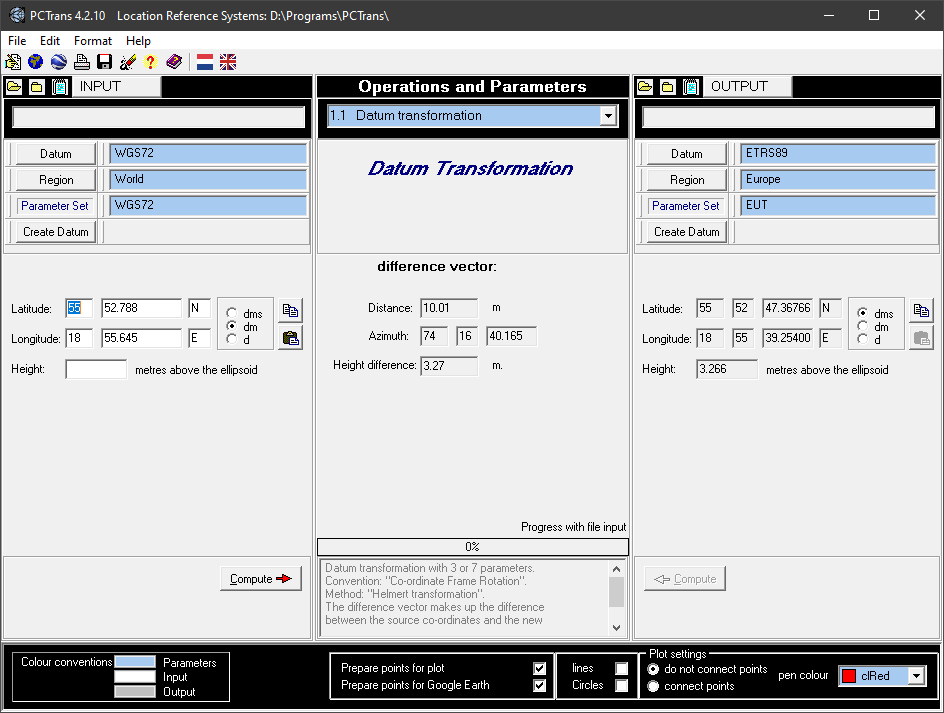 PCTrans 4.2.10 Location Reference Systems: D:\Programs\PCTrans\
File Edit Format Help
INPUT
Datum WGS72
Region World
Parameter Set WGS72
Create Datum
Latitude: 55 52.788 N
Longitude: 18 55.645 E
dms
dm
d
Height: metres above the ellipsoid
Compute
Operations and Parameters
1.1 Datum transformation
Datum Transformation
difference vector:
Distance: 10.01 m
Azimuth: 74 16 40.165
Height difference: 3.27 m.
Progress with file input
0%
Datum transformation with 3 or 7 parameters.
Convention: "Co-ordinate Frame Rotation".
Method: "Helmert transformation".
The difference vector makes up the difference
between the source co-ordinates and the new
OUTPUT
Datum ETRS89
Region Europe
Parameter Set EUT
Create Datum
Latitude: 55 52 47.36766 N
Longitude: 18 55 39.25400 E
dms
dm
d
Height: 3.266 metres above the ellipsoid
Compute
Colour conventions Parameters
Input
Output
Prepare points for plot
Prepare points for Google Earth
lines
Circles
Plot settings
do not connect points
connect points
pen colour clRed